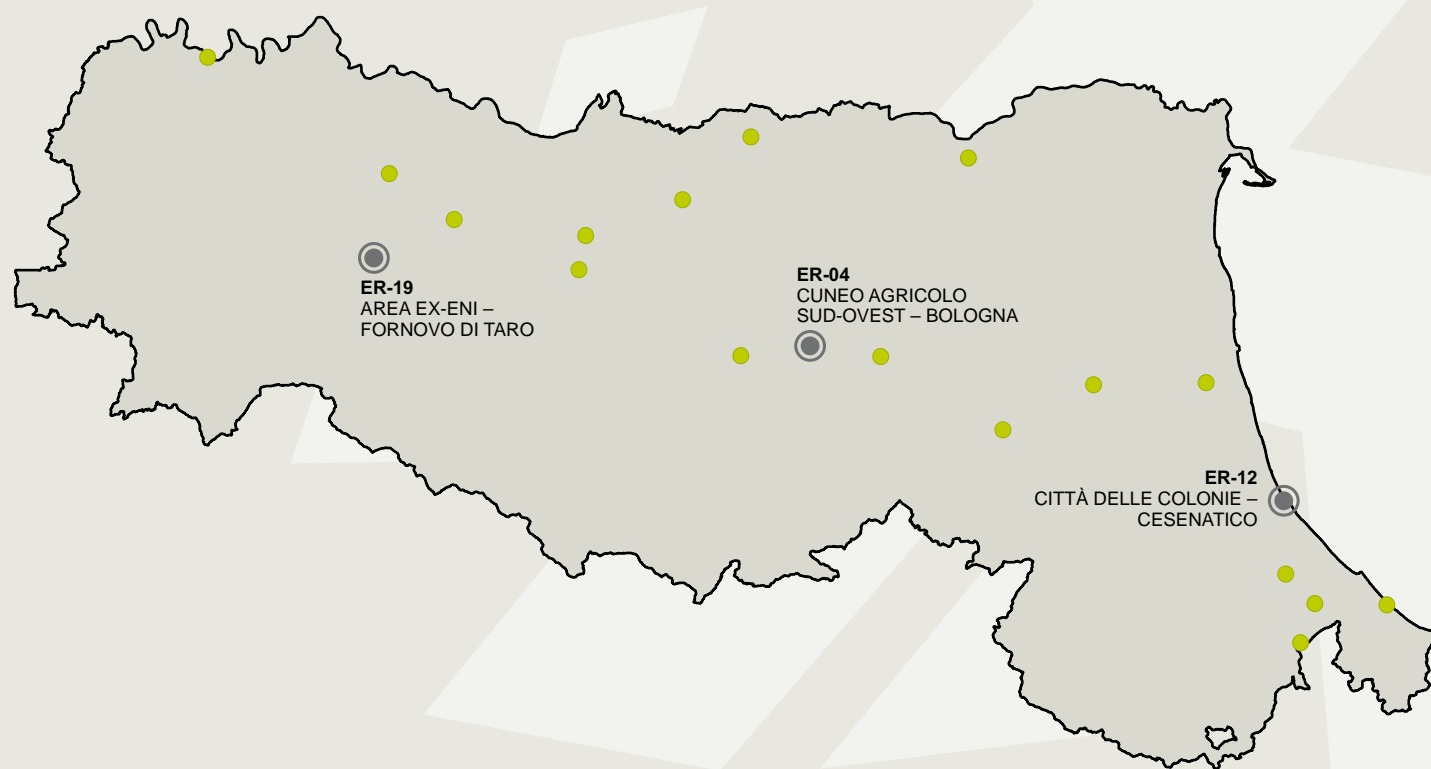 ER-19
AREA EX-ENI –
FORNOVO DI TARO
ER-04
CUNEO AGRICOLO
SUD-OVEST – BOLOGNA
ER-12
CITTÀ DELLE COLONIE –
CESENATICO